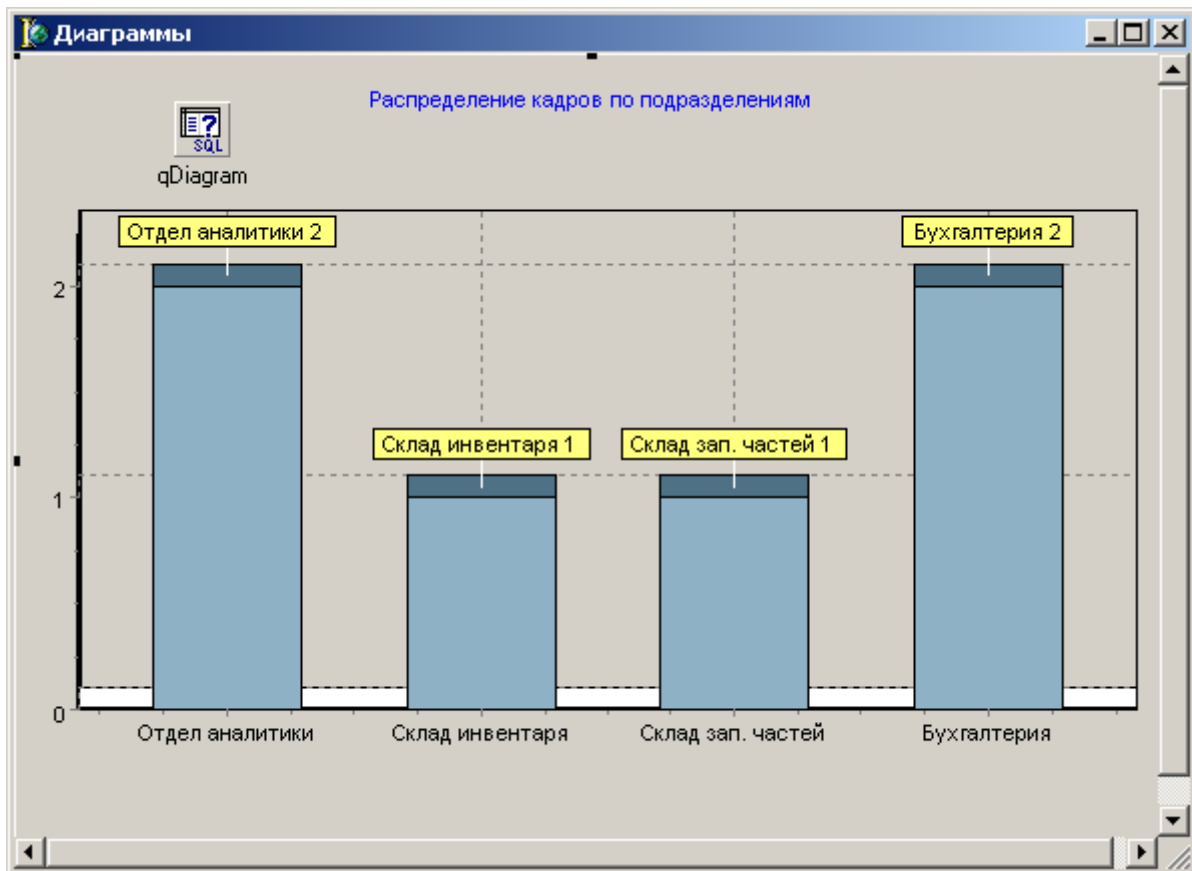 Диаграммы
Распределение кадров по подразделениям
SQL
qDiagram
Отдел аналитики 2
Бухгалтерия 2
2
Склад инвентаря 1
Склад зап. частей 1
1
0
Отдел аналитики
Склад инвентаря
Склад зап. частей
Бухгалтерия